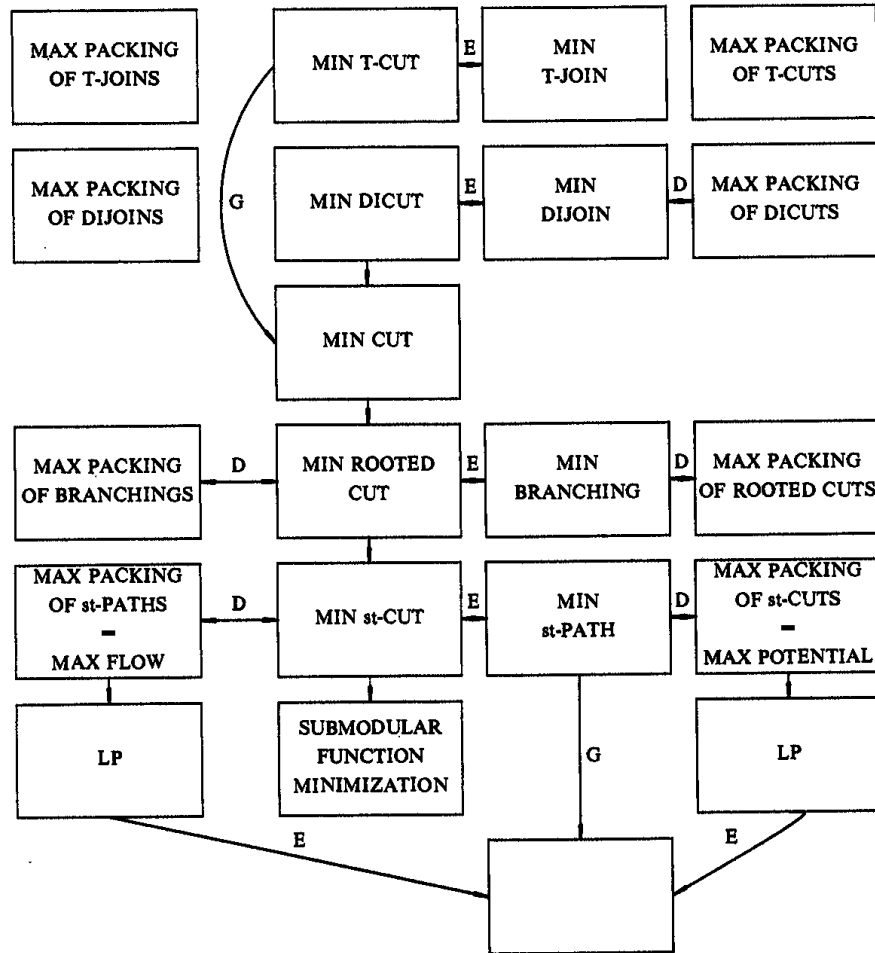 MAX PACKING
OF T-JOINS
MIN T-CUT
E
MIN
T-JOIN
MAX PACKING
OF T-CUTS
MAX PACKING
OF DIJOINS
G
MIN DICUT
E
MIN
DIJOIN
D
MAX PACKING
OF DICUTS
MIN CUT
MAX PACKING
OF BRANCHINGS
D
MIN ROOTED
CUT
E
MIN
BRANCHING
D
MAX PACKING
OF ROOTED CUTS
MAX PACKING
OF st-PATHS
=
MAX FLOW
D
MIN st-CUT
E
MIN
st-PATH
D
MAX PACKING
OF st-CUTS
=
MAX POTENTIAL
LP
SUBMODULAR
FUNCTION
MINIMIZATION
G
LP
E
E